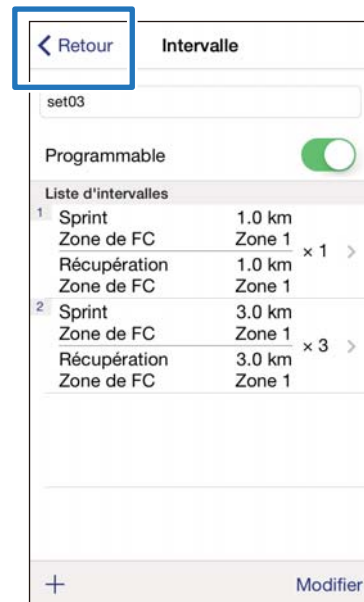 Retour Intervalle
set03
Programmable
Liste d'intervalles
1 Sprint 1.0 km
Zone de FC Zone 1
× 1
Récupération 1.0 km
Zone de FC Zone 1
2 Sprint 3.0 km
Zone de FC Zone 1
× 3
Récupération 3.0 km
Zone de FC Zone 1
+ Modifier